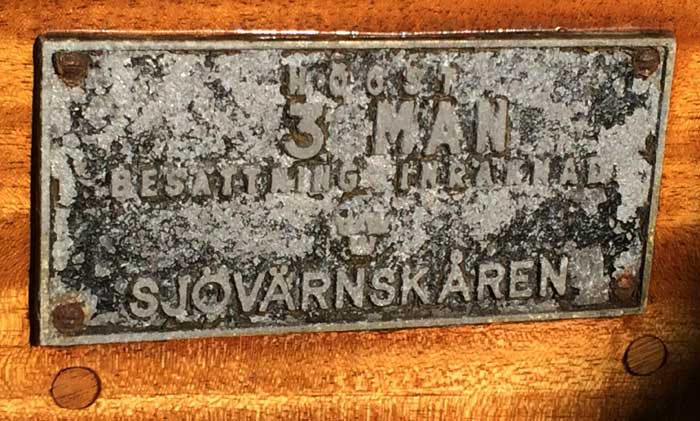 HÖGST
3 MAN
BESÄTTNING INRÄKNAD
SJÖVÄRNSKÅREN